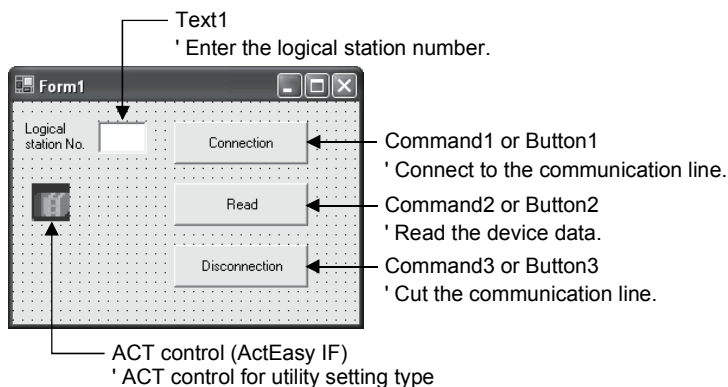 Text1
' Enter the logical station number.
Form1
Logical
station No.
Connection
Command1 or Button1
' Connect to the communication line.
Read
Command2 or Button2
' Read the device data.
Disconnection
Command3 or Button3
' Cut the communication line.
ACT control (ActEasy IF)
' ACT control for utility setting type